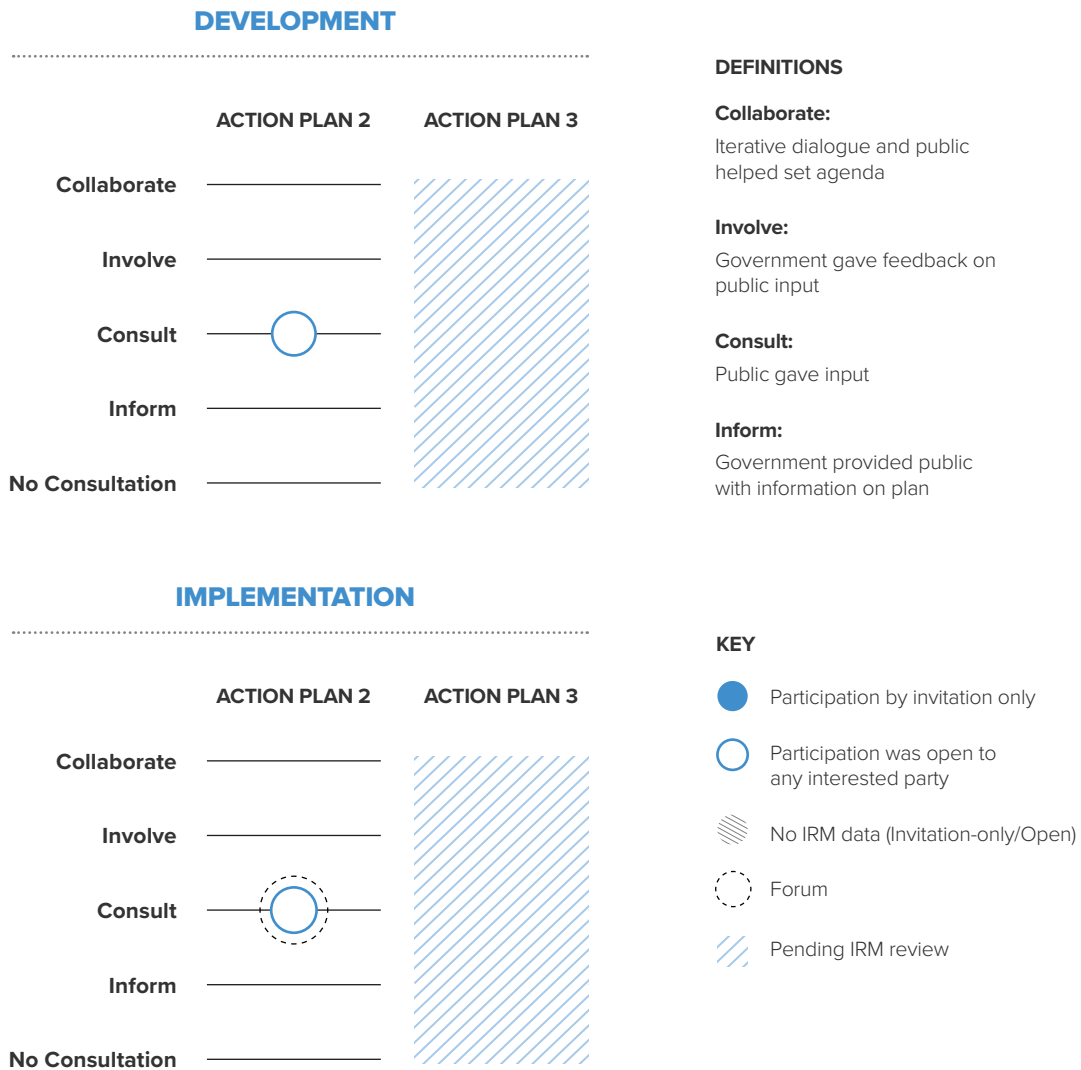 DEVELOPMENT
ACTION PLAN 2
ACTION PLAN 3
Collaborate
Involve
Consult
Inform
No Consultation
DEFINITIONS
Collaborate:
Iterative dialogue and public
helped set agenda
Involve:
Government gave feedback on
public input
Consult:
Public gave input
Inform:
Government provided public
with information on plan
IMPLEMENTATION
ACTION PLAN 2
ACTION PLAN 3
Collaborate
Involve
Consult
Inform
No Consultation
KEY
Participation by invitation only
Participation was open to
any interested party
No IRM data (Invitation-only/Open)
Forum
Pending IRM review